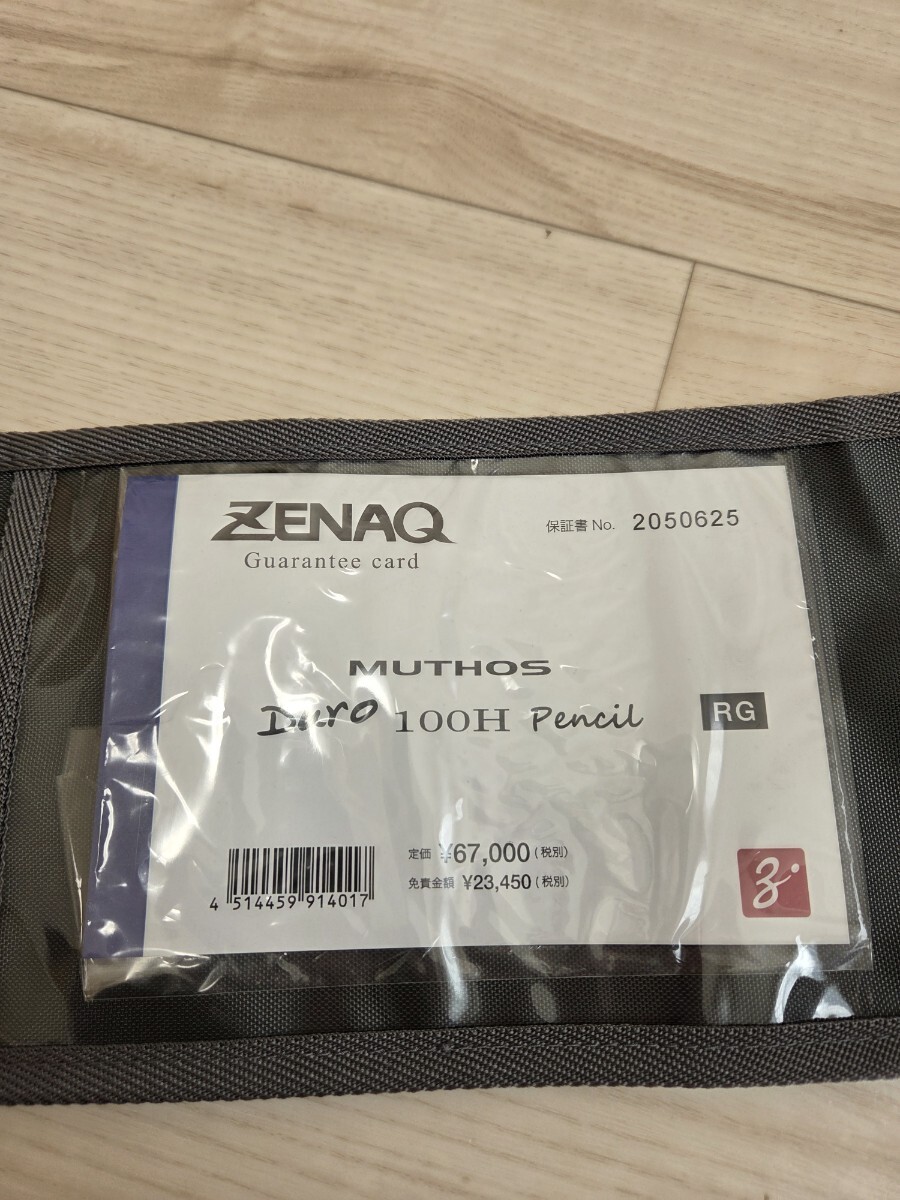 ZENAQ
Guarantee card
保証書 No. 2050625
MUTHOS
Duro 100H Pencil RG
定価 ¥67,000(税別)
免責金額 ¥23,450(税別)
4 514459 914017